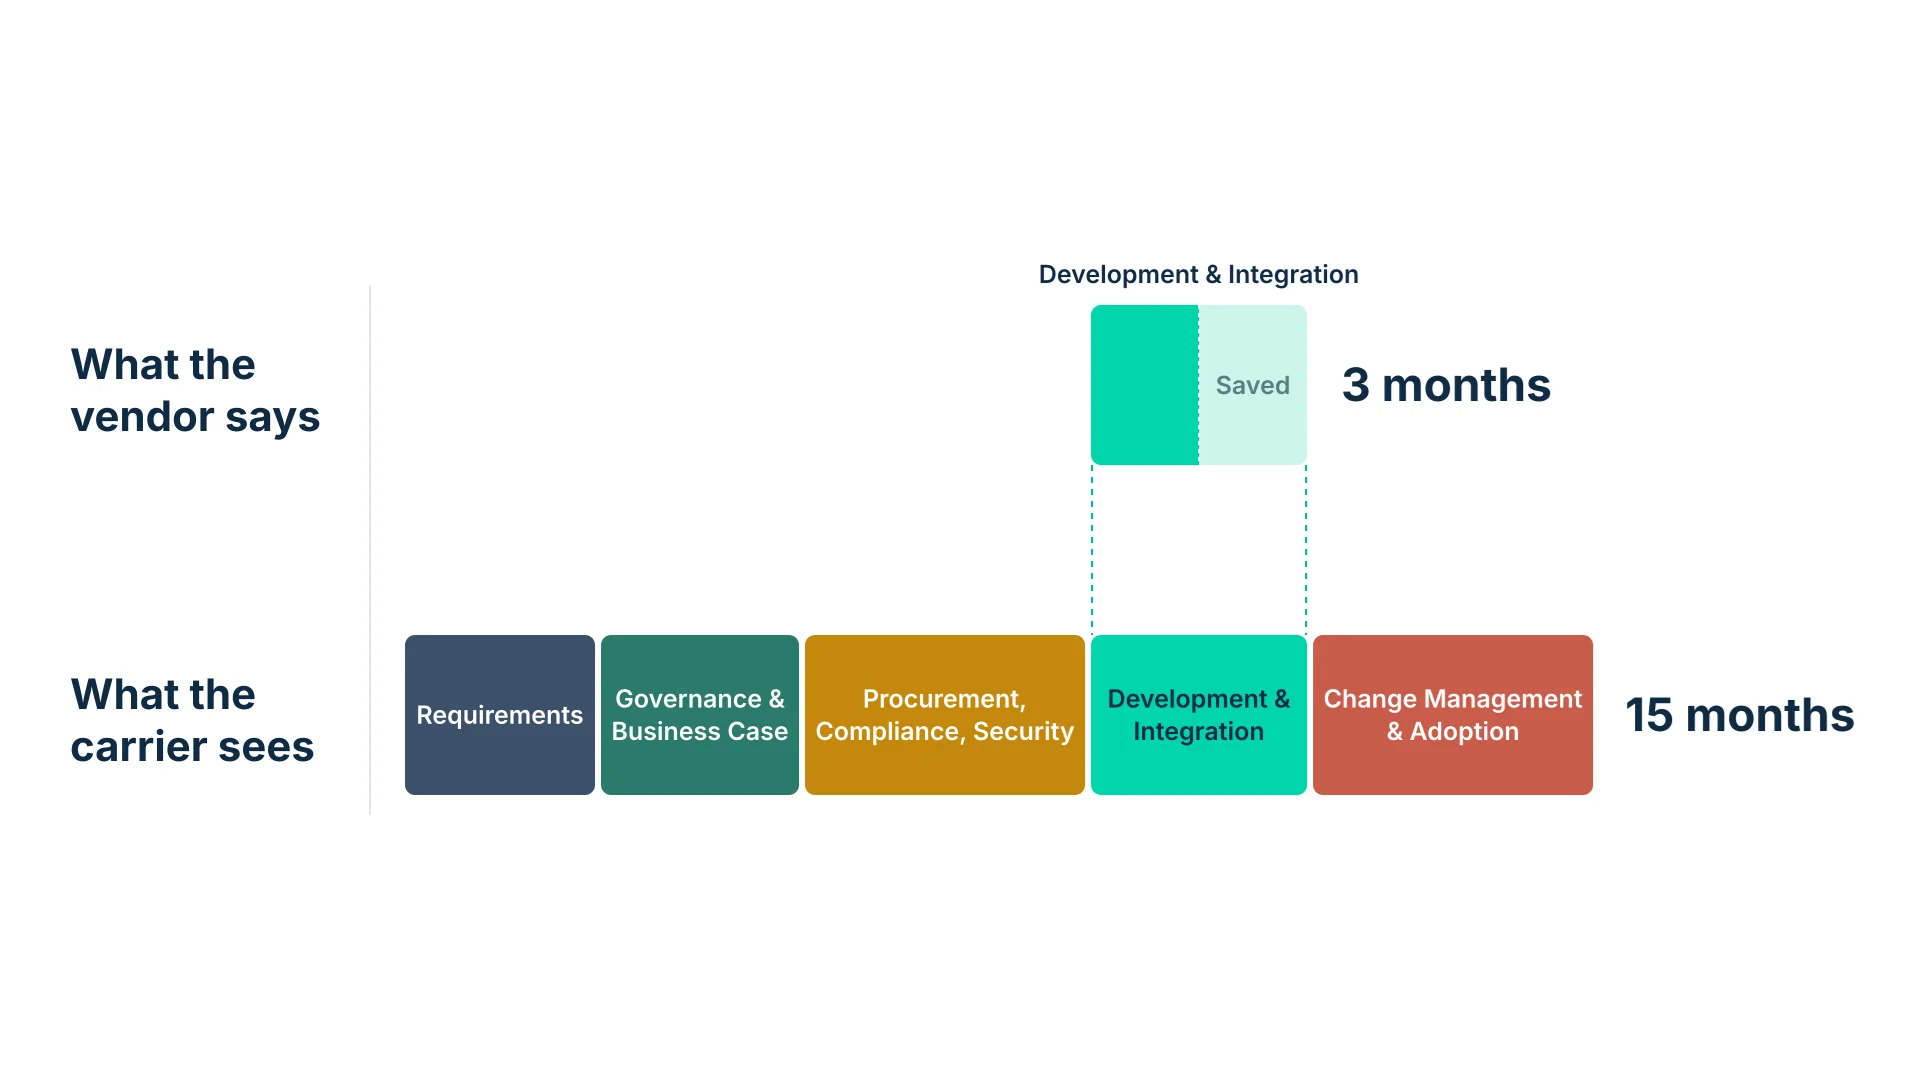 What the
vendor says
Development & Integration
Saved
3 months
What the
carrier sees
Requirements
Governance &
Business Case
Procurement,
Compliance, Security
Development &
Integration
Change Management
& Adoption
15 months